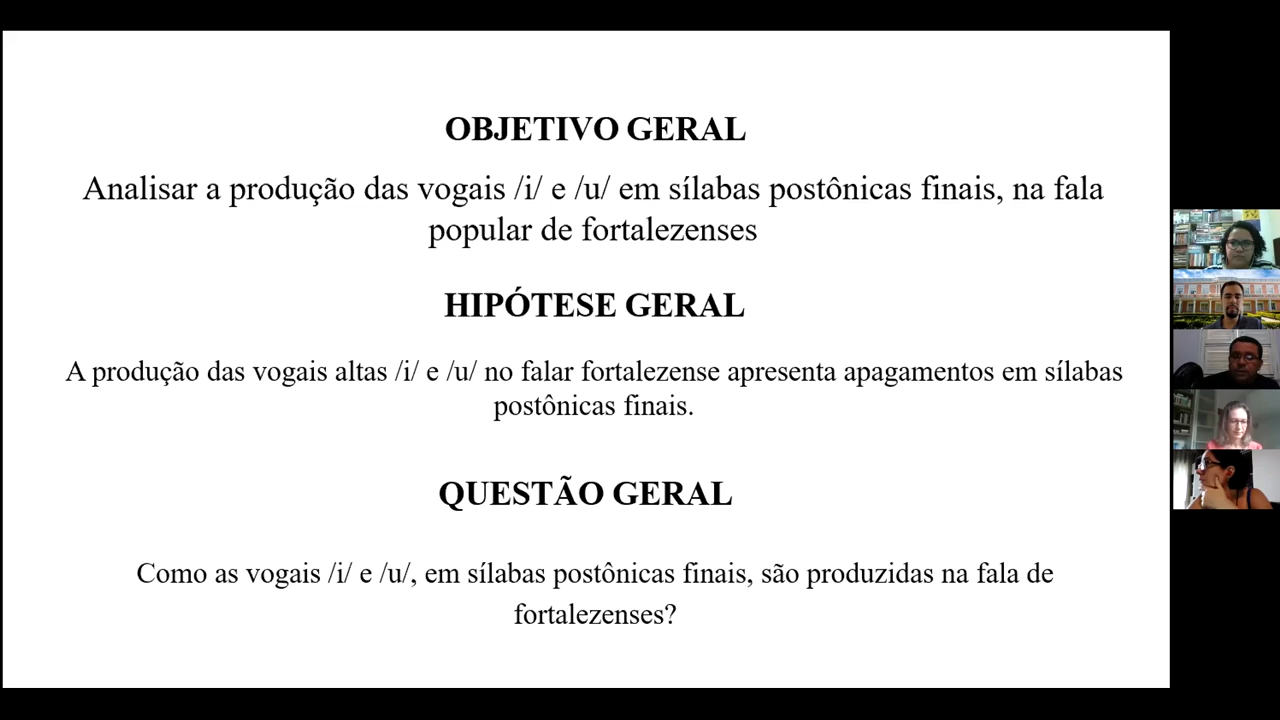 OBJETIVO GERAL
Analisar a produção das vogais /i/ e /u/ em sílabas postônicas finais, na fala
popular de fortalezenses
HIPÓTESE GERAL
A produção das vogais altas /i/ e /u/ no falar fortalezense apresenta apagamentos em sílabas
postônicas finais.
QUESTÃO GERAL
Como as vogais /i/ e /u/, em sílabas postônicas finais, são produzidas na fala de
fortalezenses?